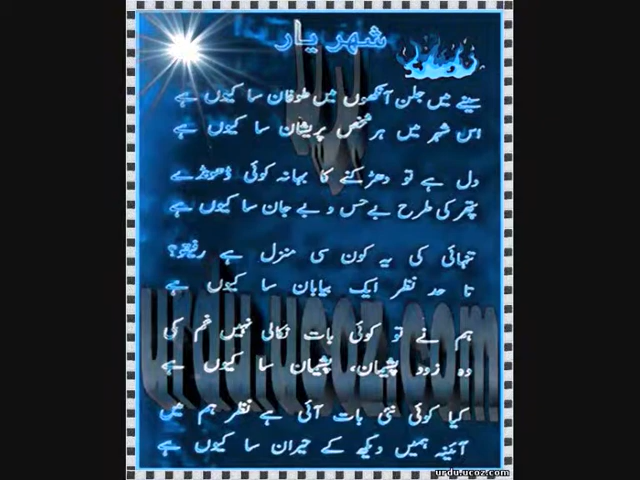 شہر یار
سینے میں جلن آنکھوں میں طوفان سا کیوں ہے
اس شہر میں ہر شخص پریشان سا کیوں ہے
دل ہے تو دھڑکنے کا بہانہ کوئی ڈھونڈے
پتھر کی طرح بے حس و بے جان سا کیوں ہے
تنہائی کی یہ کون سی منزل ہے رفیقو؟
تا حد نظر ایک بیابان سا کیوں ہے
ہم نے تو کوئی بات نکالی نہیں غم کی
وہ زود پشیمان، پشیمان سا کیوں ہے
کیا کوئی نئی بات آئی ہے نظر ہم میں
آئینہ ہمیں دیکھ کے حیران سا کیوں ہے
urdu.ucoz.com
urdu.ucoz.com